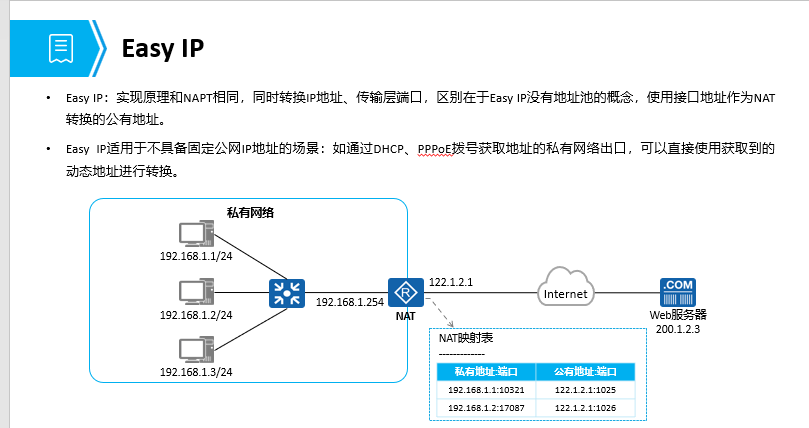 Easy IP
• Easy IP：实现原理和NAPT相同，同时转换IP地址、传输层端口，区别在于Easy IP没有地址池的概念，使用接口地址作为NAT
转换的公有地址。
• Easy IP适用于不具备固定公网IP地址的场景：如通过DHCP、PPPoE拨号获取地址的私有网络出口，可以直接使用获取到的
动态地址进行转换。
私有网络
192.168.1.1/24
192.168.1.2/24
192.168.1.3/24
192.168.1.254
R
NAT
122.1.2.1
Internet
.COM
Web服务器
200.1.2.3
NAT映射表
-------------
私有地址:端口 公有地址:端口
192.168.1.1:10321 122.1.2.1:1025
192.168.1.2:17087 122.1.2.1:1026